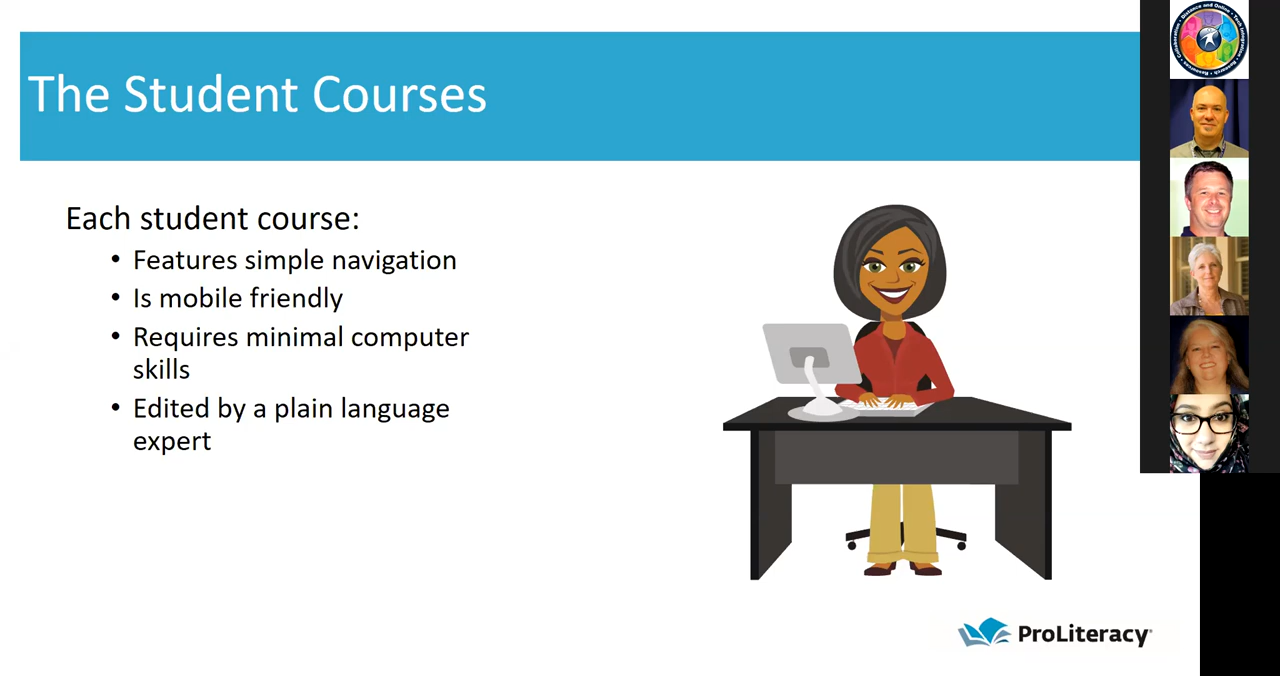 The Student Courses
Each student course:
• Features simple navigation
• Is mobile friendly
• Requires minimal computer
skills
• Edited by a plain language
expert
ProLiteracy